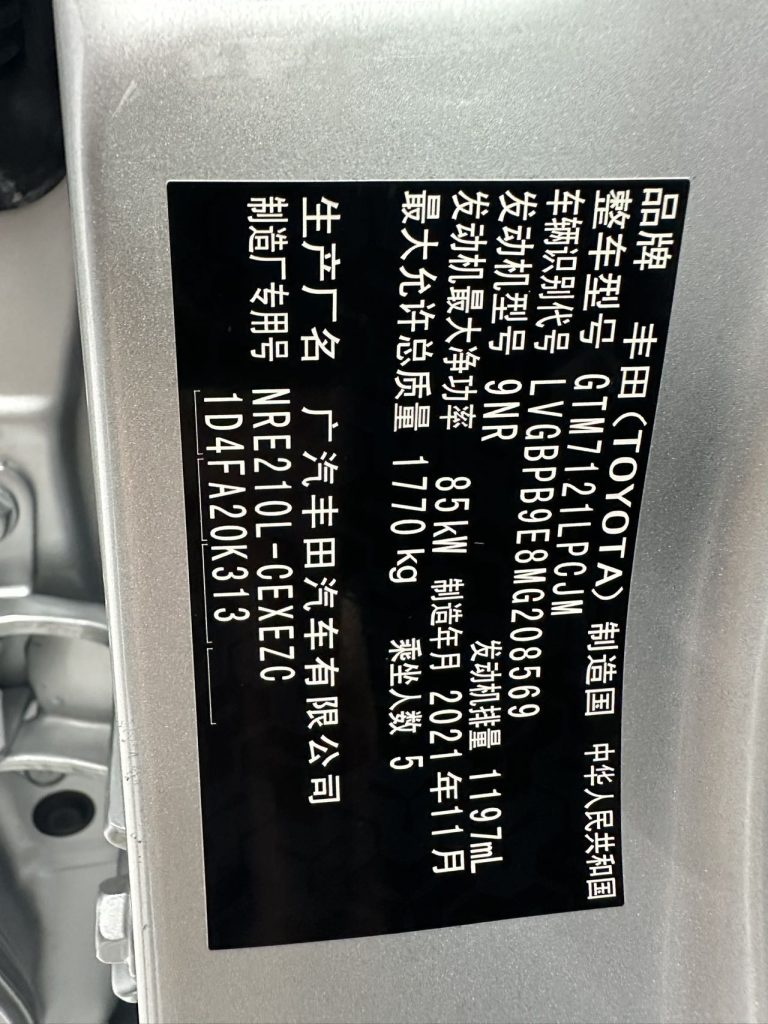 品牌 丰田(TOYOTA) 制造国 中华人民共和国
整车型号 GTM7121LPCJM
车辆识别代号 LVGBPB9E8MG208569
发动机型号 9NR 发动机排量 1197mL
发动机最大净功率 85kW 制造年月 2021年11月
最大允许总质量 1770kg 乘坐人数 5
生产厂名 广汽丰田汽车有限公司
制造厂专用号 NRE210L-CEXEZC
1D4FA20K313